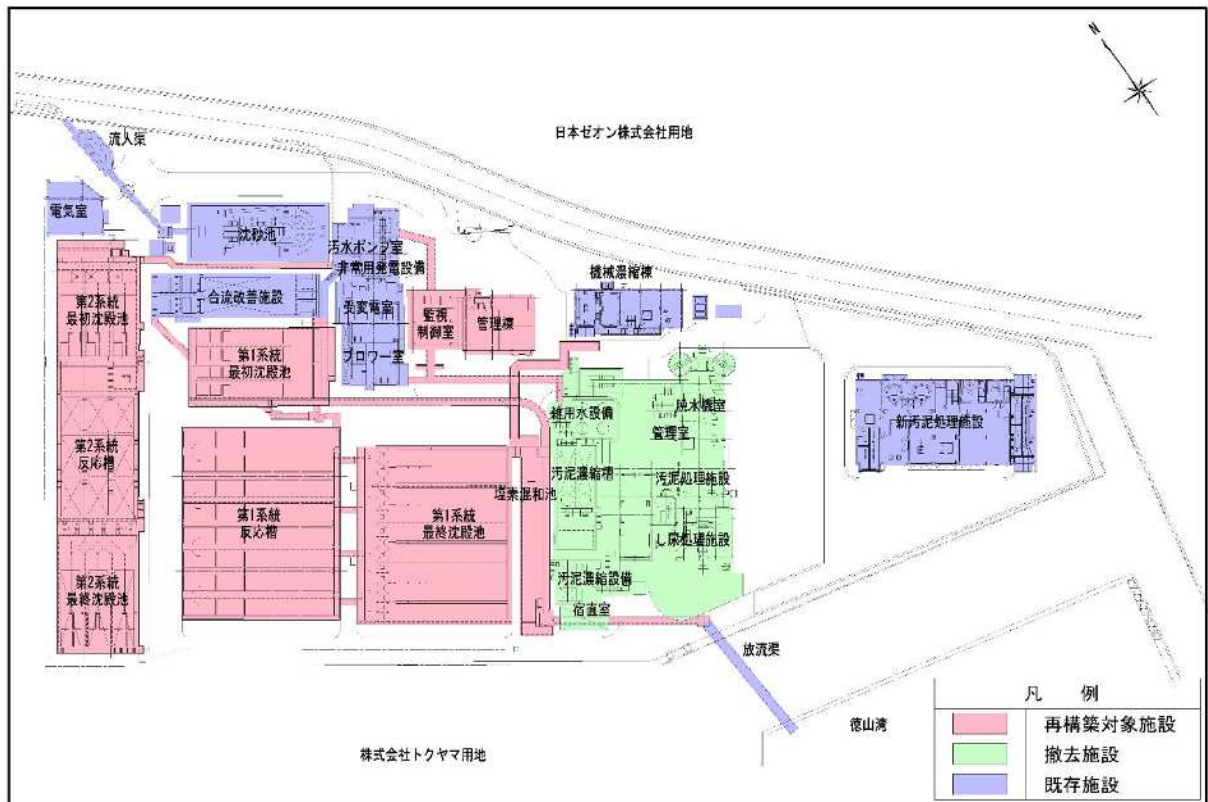 N
日本ゼオン株式会社用地
流入渠
電気室
沈砂池
汚水ポンプ室
非常用発電設備
機械濃縮棟
合流改善施設
受変電室
監視
制御室
管理棟
第2系統
最初沈殿池
第1系統
最初沈殿池
ブロワー室
雑用水設備
脱水機室
管理室
新汚泥処理施設
第2系統
反応槽
汚泥濃縮槽
汚泥処理施設
塩素混和池
第1系統
反応槽
第1系統
最終沈殿池
し尿処理施設
第2系統
最終沈殿池
汚泥濃縮設備
宿直室
放流渠
徳山湾
株式会社トクヤマ用地
凡 例
再構築対象施設
撤去施設
既存施設